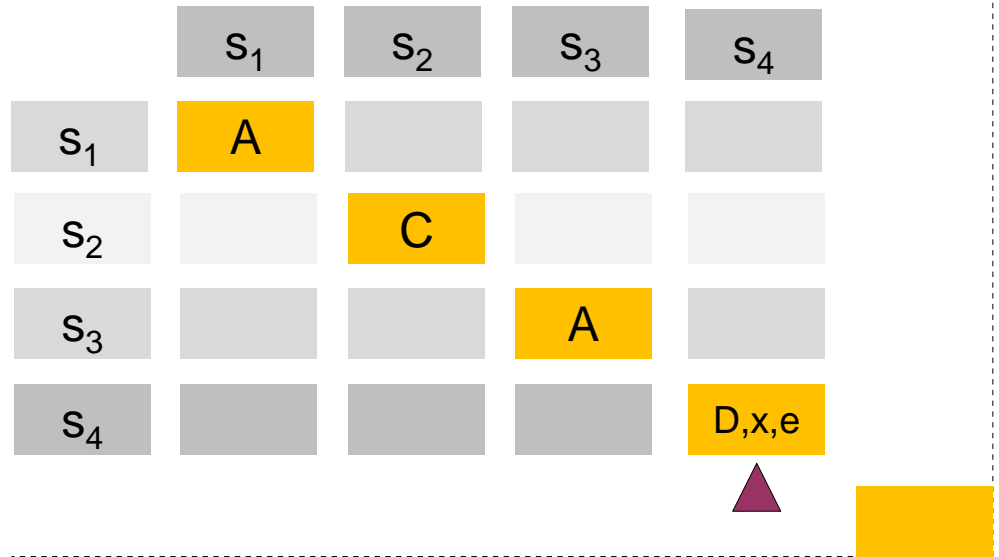 s₁ s₂ s₃ s₄
s₁ A
s₂ C
s₃ A
s₄ D,x,e